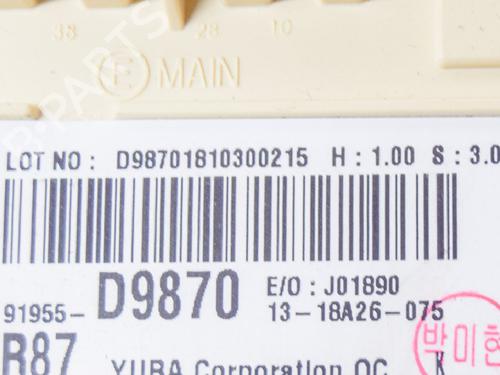 38 28 10
F MAIN
LOT NO : D98701810300215 H : 1.00 S : 3.0
91955- D9870 E/O : J01890
13-18A26-075
R87 YURA Corporation QC K
박미현
B-PARTS